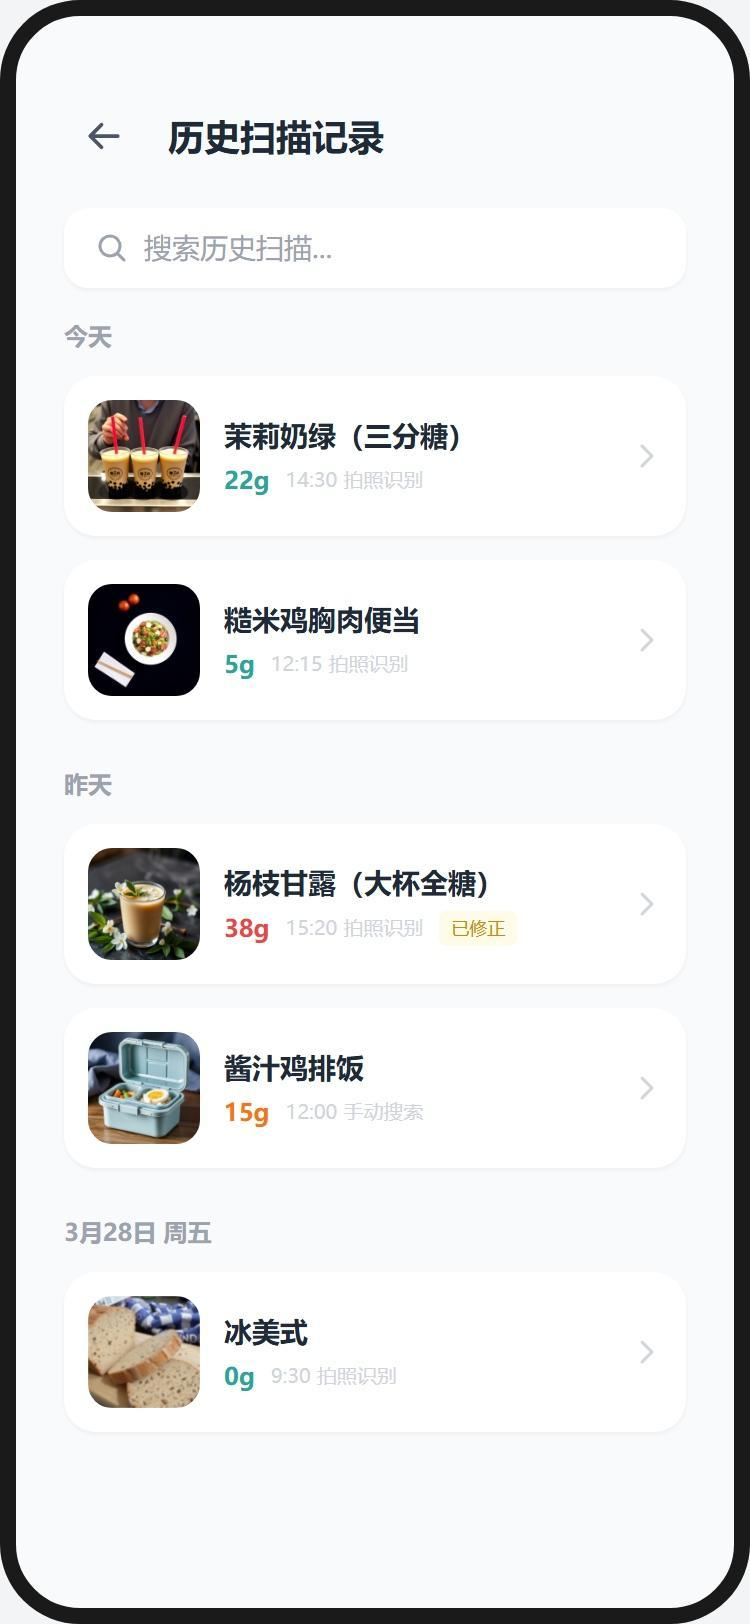 历史扫描记录
搜索历史扫描...
今天
茉莉奶绿（三分糖）
22g 14:30 拍照识别
糙米鸡胸肉便当
5g 12:15 拍照识别
昨天
杨枝甘露（大杯全糖）
38g 15:20 拍照识别 已修正
酱汁鸡排饭
15g 12:00 手动搜索
3月28日 周五
冰美式
0g 9:30 拍照识别